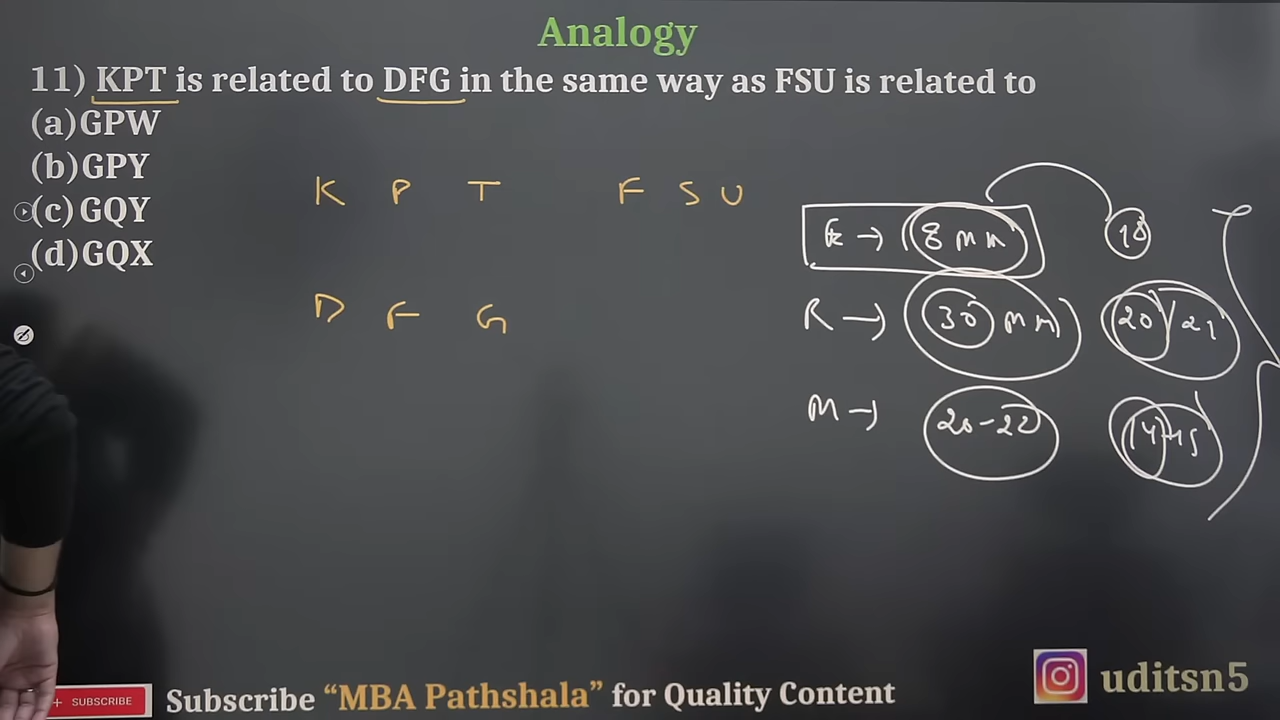 Analogy
11) KPT is related to DFG in the same way as FSU is related to
(a)GPW
(b)GPY
(c) GQY
(d)GQX
K P T F S U
D F G
8 mm 18
R → 30 mm 20/21
M → 20-22 14-15
+ SUBSCRIBE Subscribe “MBA Pathshala” for Quality Content
uditsn5